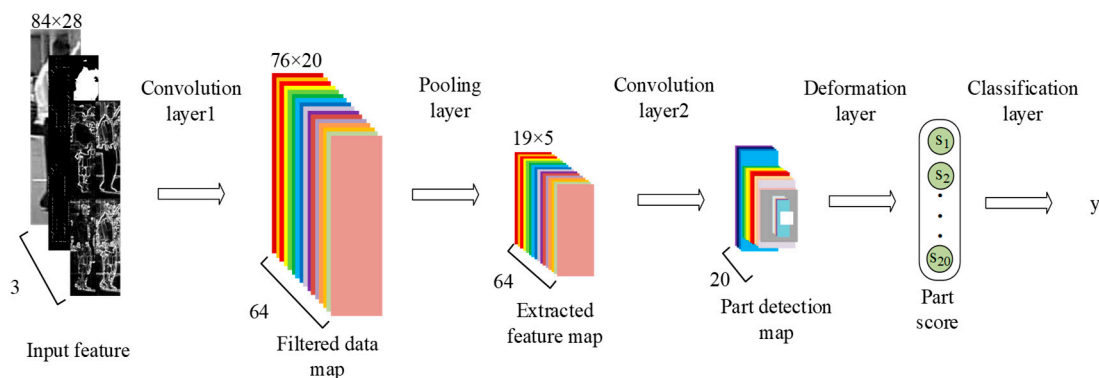 84×28
3
Input feature
Convolution
layer1
76×20
64
Filtered data
map
Pooling
layer
19×5
64
Extracted
feature map
Convolution
layer2
20
Part detection
map
Deformation
layer
s1
s2
s20
Part
score
Classification
layer
y